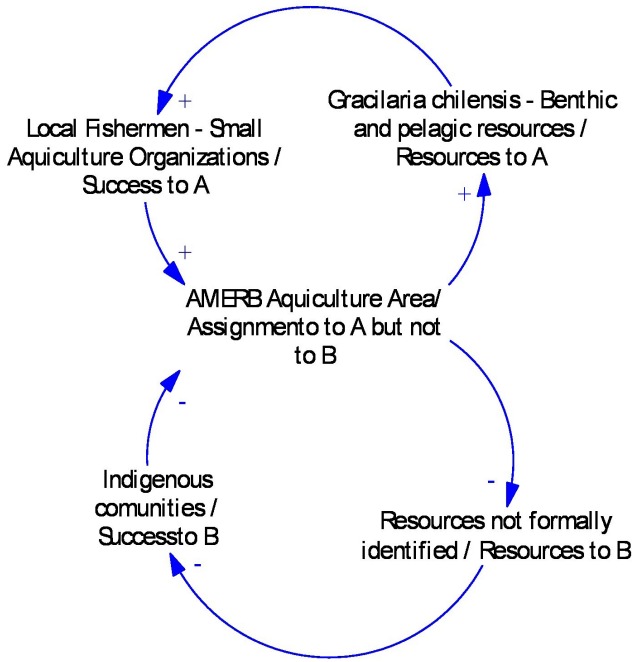 Gracilaria chilensis - Benthic
and pelagic resources /
Resources to A
+
Local Fishermen - Small
Aquiculture Organizations /
Success to A
+
+
AMERB Aquiculture Area/
Assignmento to A but not
to B
-
-
Indigenous
comunities /
Successto B
Resources not formally
identified / Resources to B
-